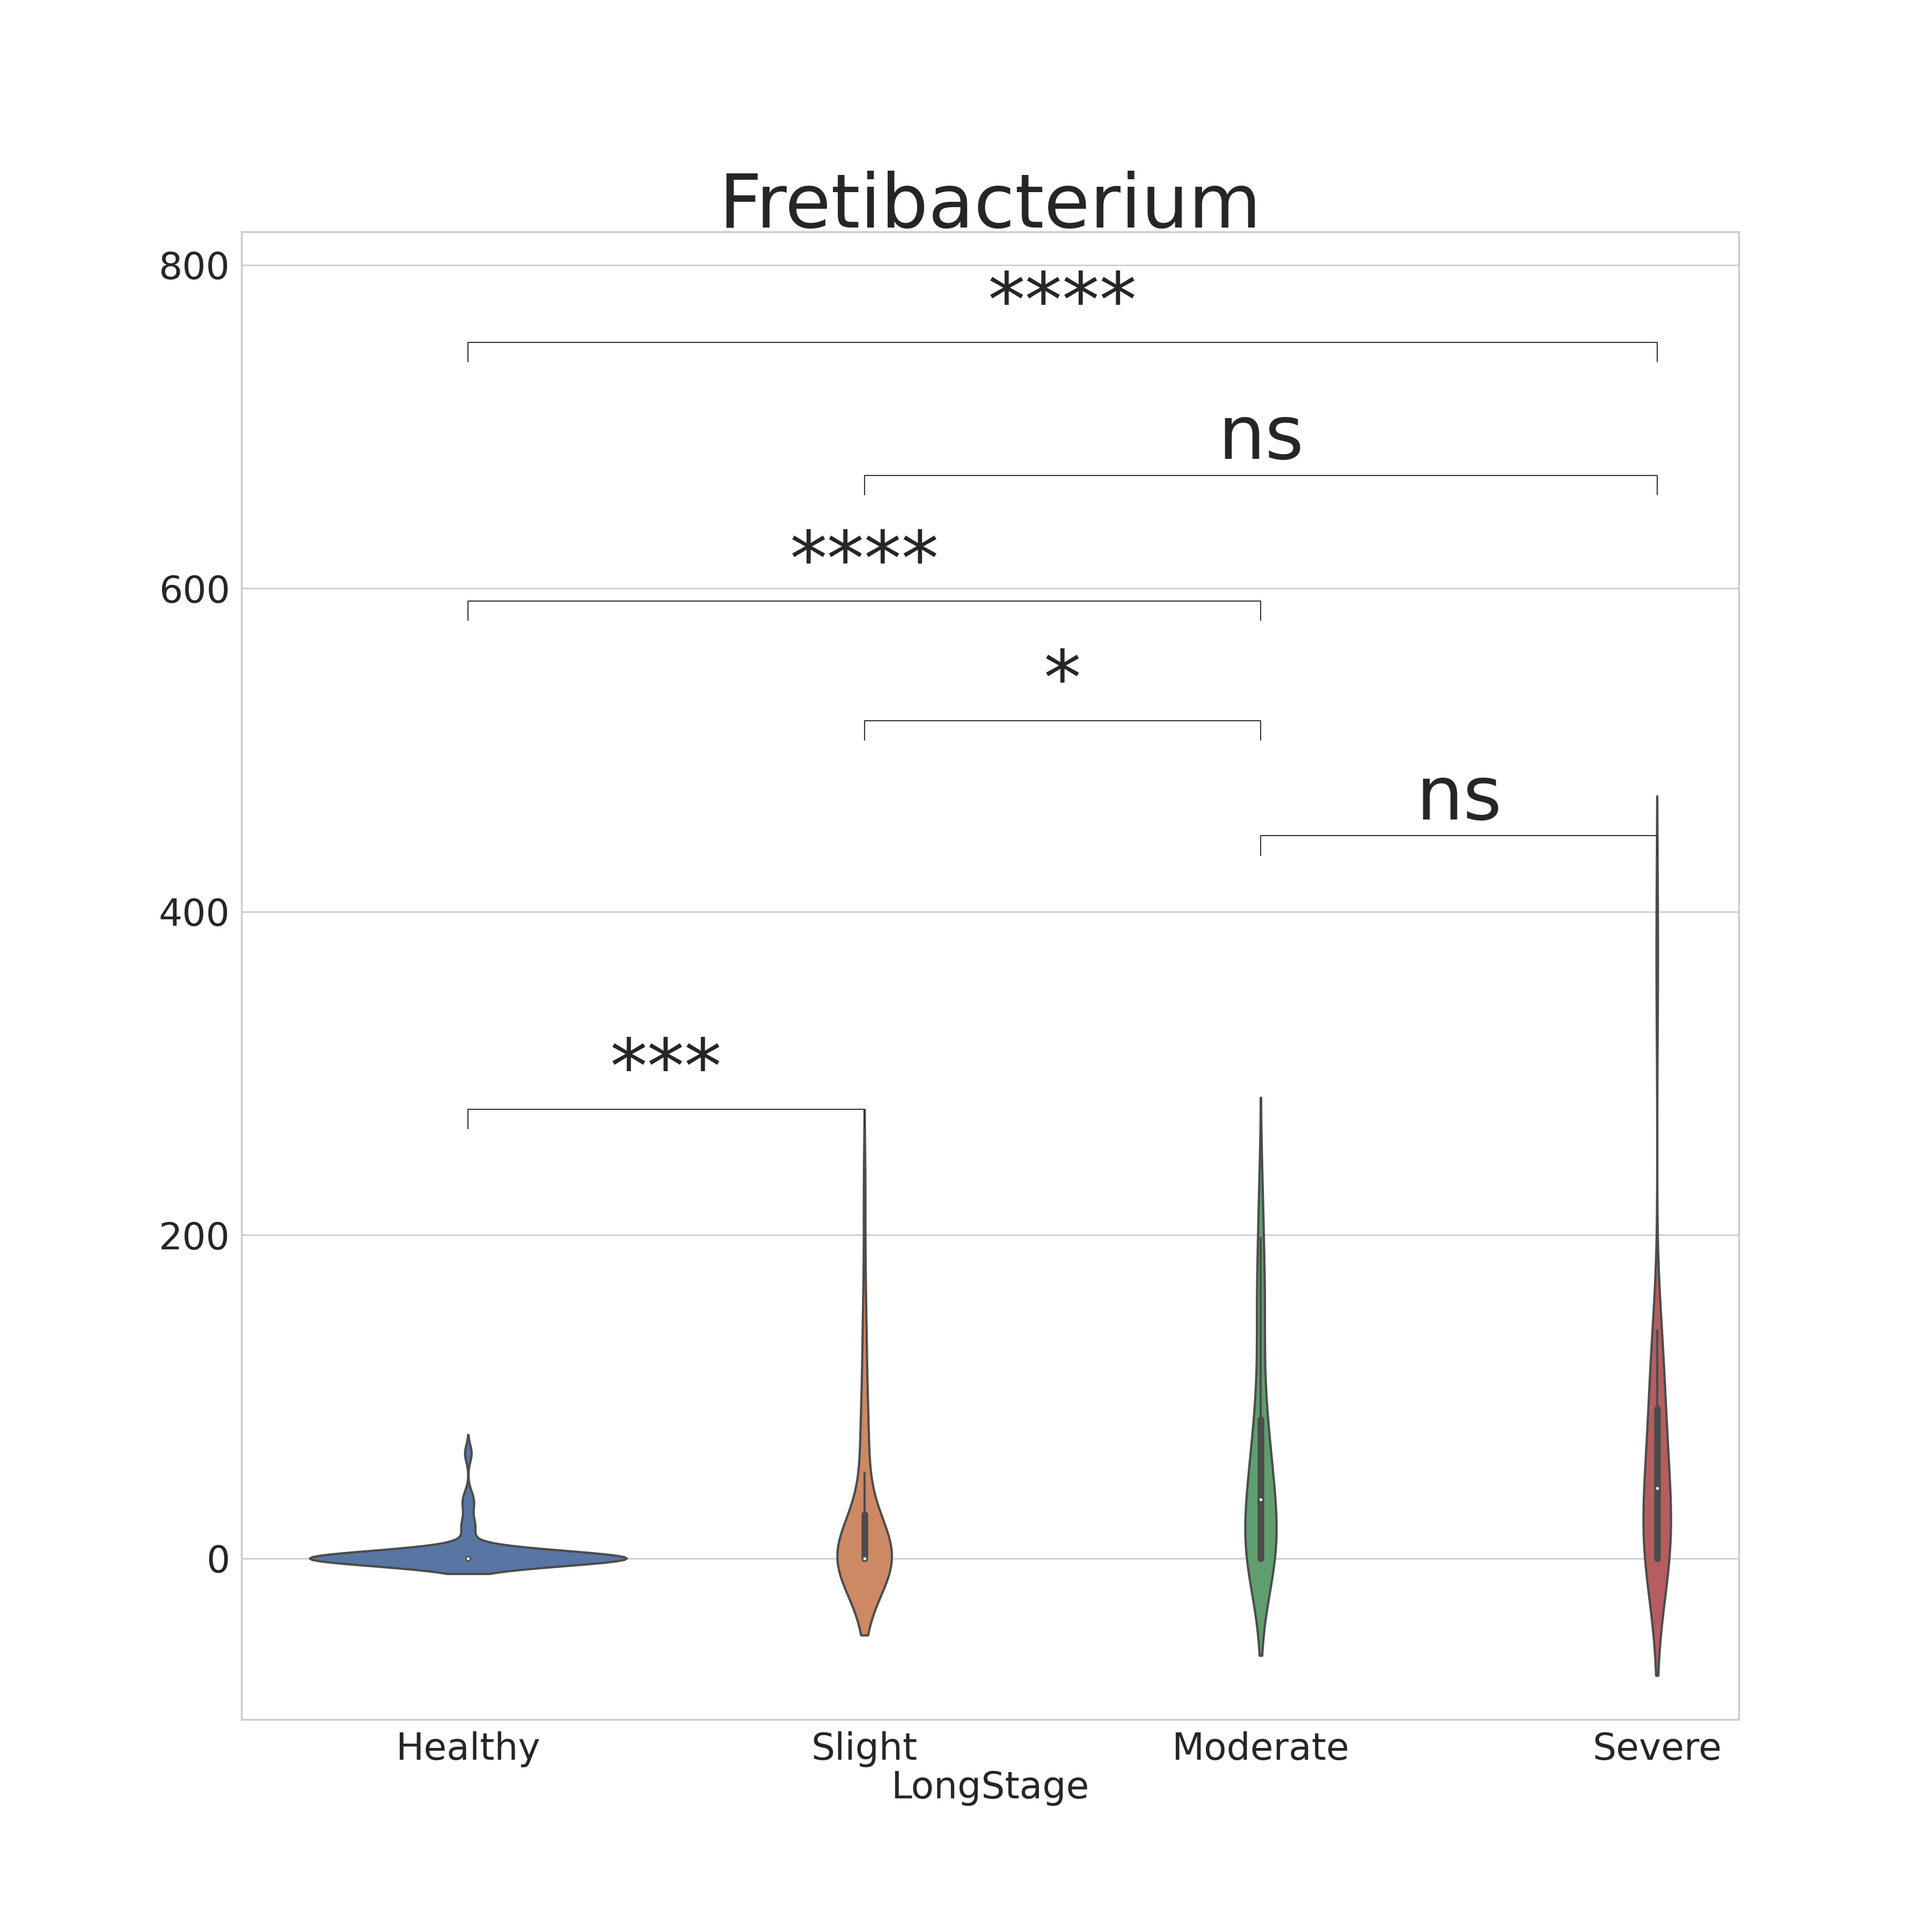 Fretibacterium
800
****
ns
****
600
*
ns
400
***
200
0
Healthy Slight Moderate Severe
LongStage